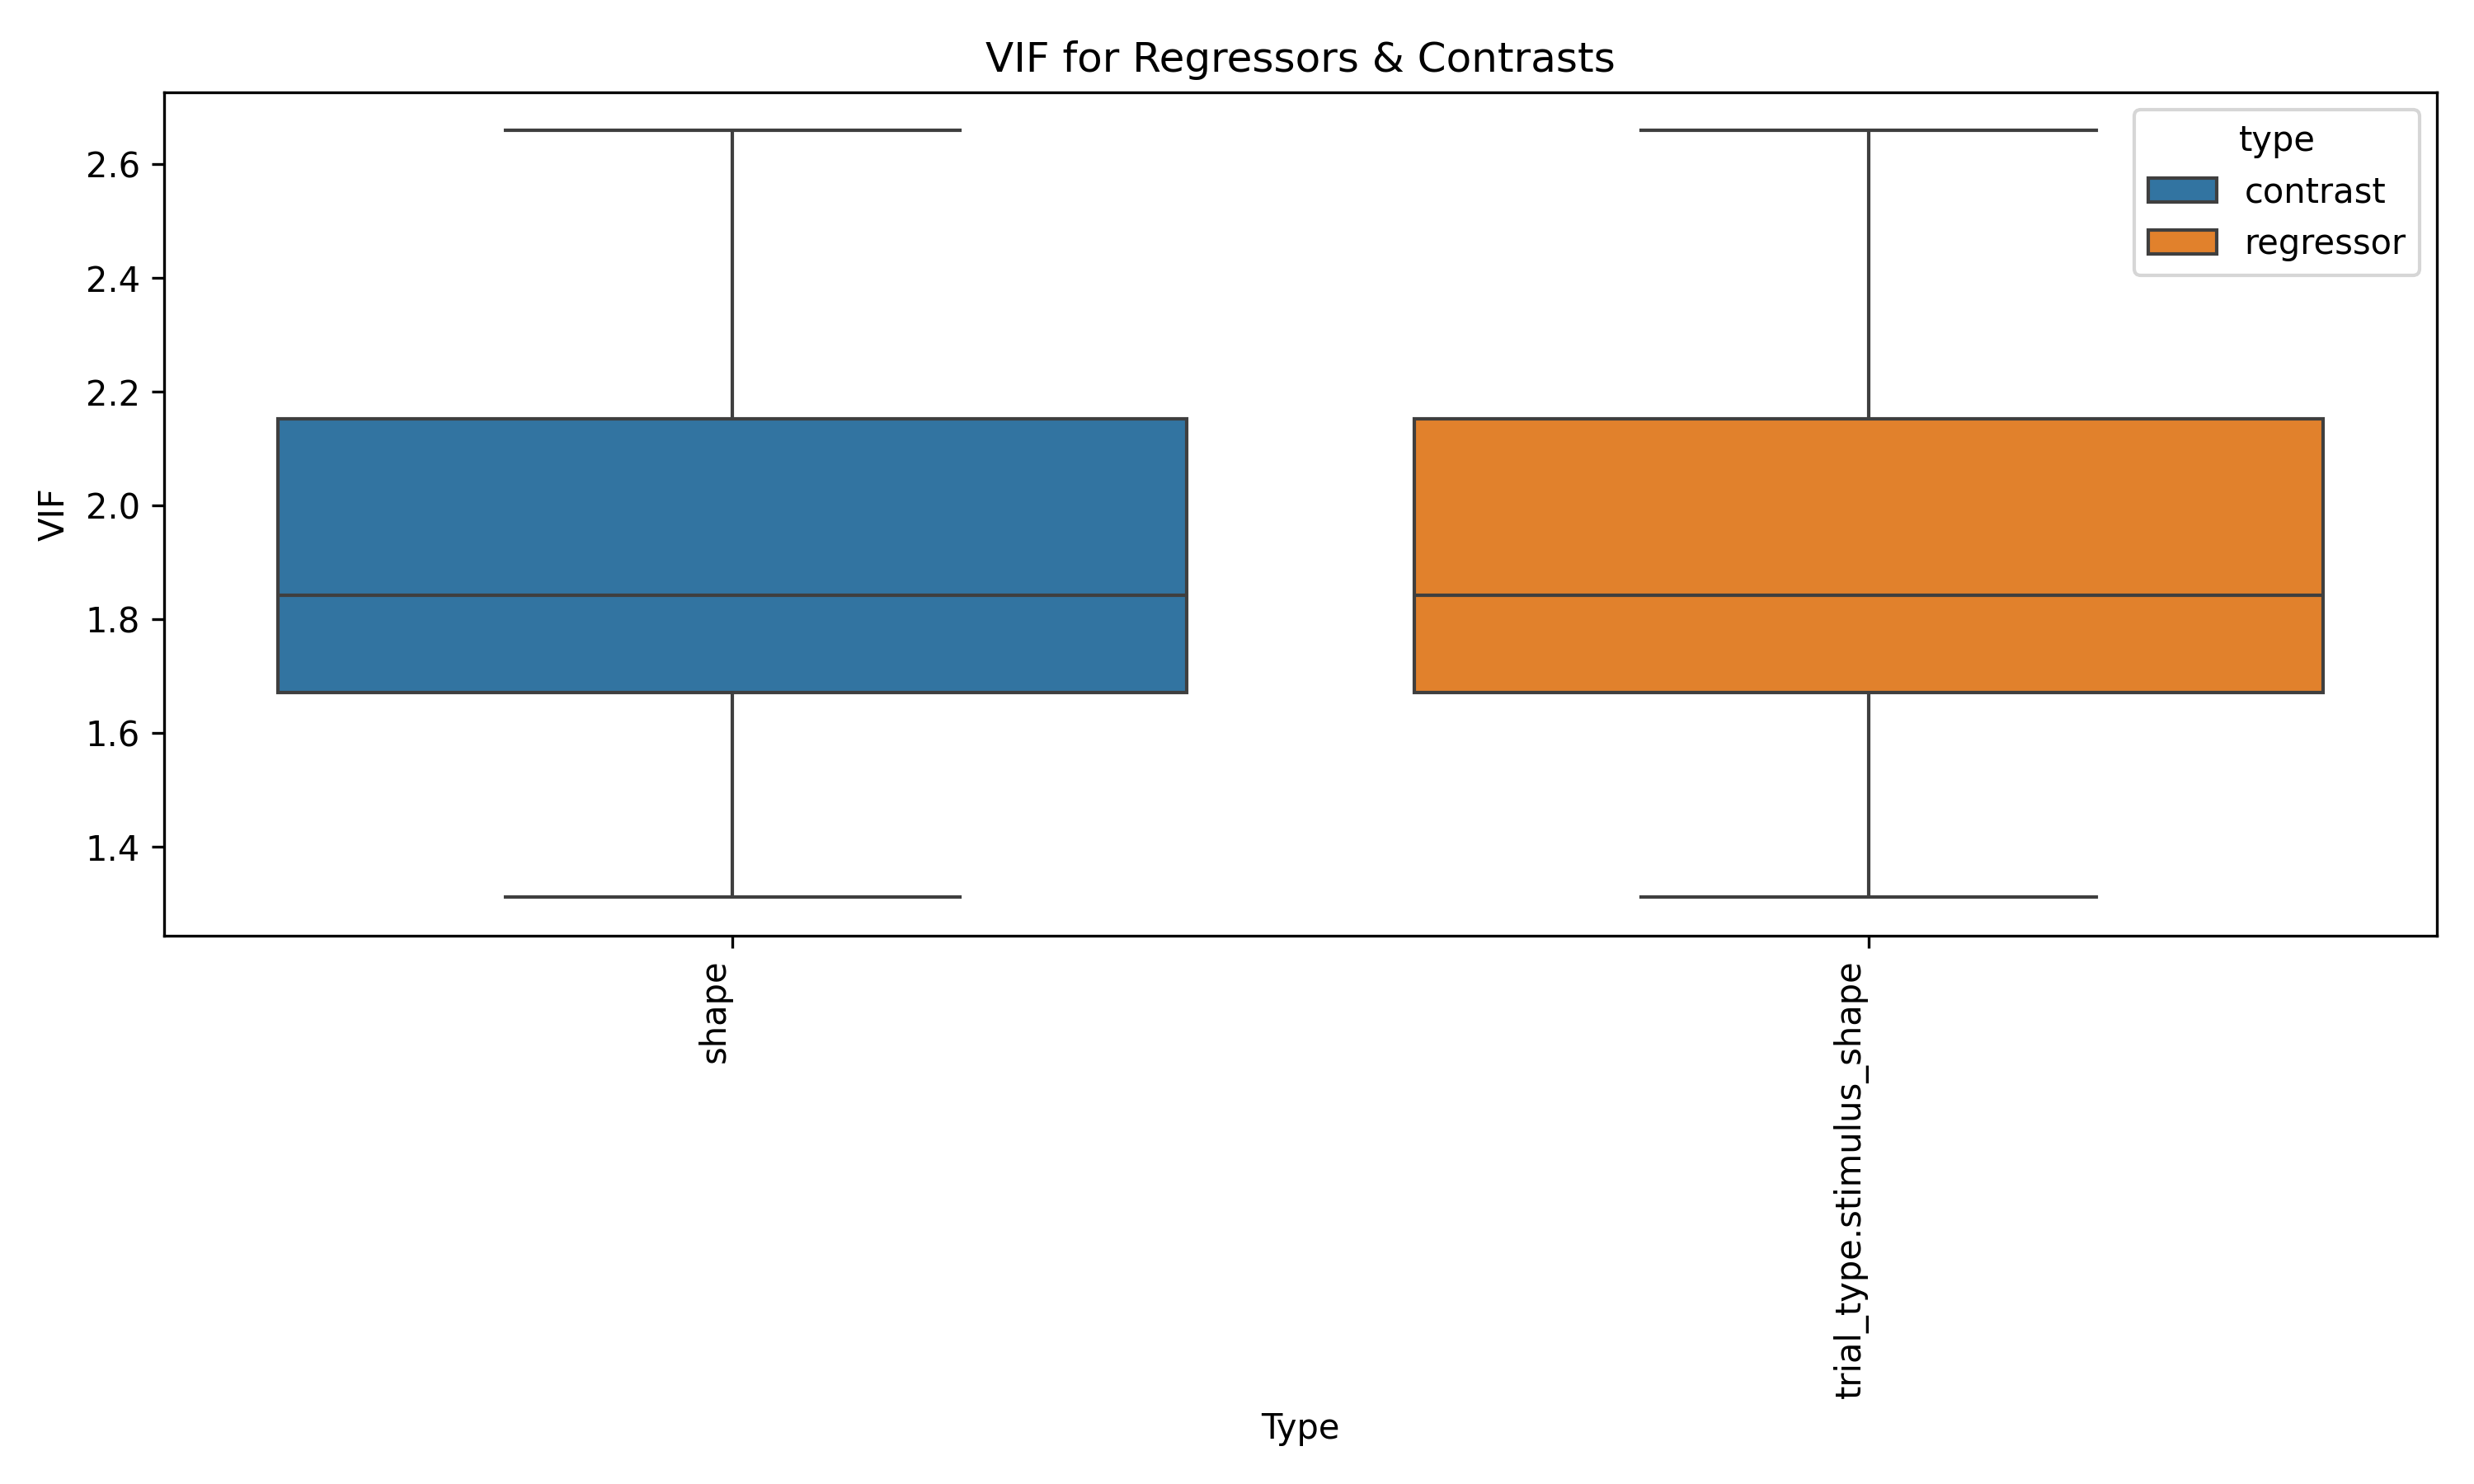 VIF for Regressors & Contrasts
type
contrast
regressor
VIF
2.6
2.4
2.2
2.0
1.8
1.6
1.4
shape
trial_type.stimulus_shape
Type